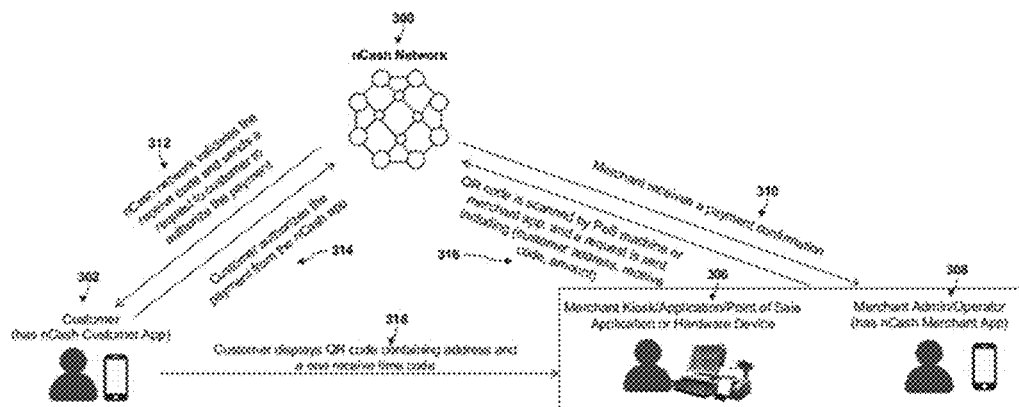 300
nCash Network
312
nCash network validates the
receive code and sends a
request to customer to
authorize the payment
Customer authorizes the
payment from the nCash app
314
Merchant receives a payment confirmation
310
QR code is scanned by PoS machine or
merchant app, and a request is sent
including (customer address, receive
code, amount)
316
302
Customer
(has nCash Customer App)
318
Customer displays QR code containing address and
a one receive time code
306
Merchant Kiosk/Application/Point of Sale
Application or Hardware Device
308
Merchant Admin/Operator
(has nCash Merchant App)